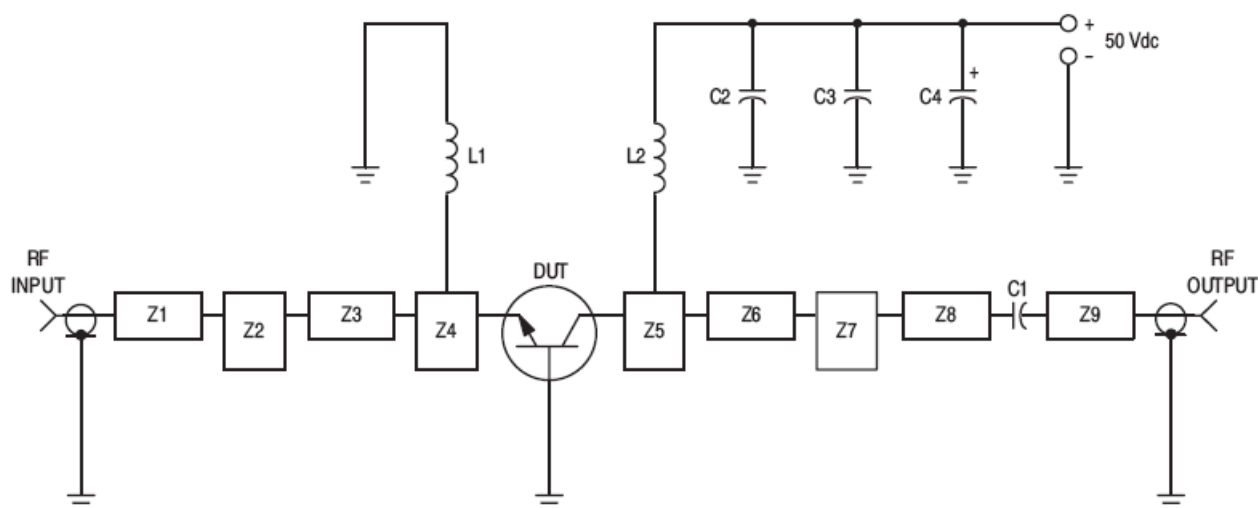 +
50 Vdc
–
C2
C3
C4
+
L1
L2
RF
INPUT
DUT
RF
OUTPUT
C1
Z1
Z2
Z3
Z4
Z5
Z6
Z7
Z8
Z9